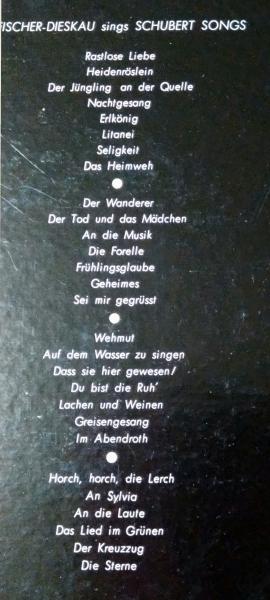 FISCHER-DIESKAU sings SCHUBERT SONGS
Rastlose Liebe
Heidenröslein
Der Jüngling an der Quelle
Nachtgesang
Erlkönig
Litanei
Seligkeit
Das Heimweh
Der Wanderer
Der Tod und das Mädchen
An die Musik
Die Forelle
Frühlingsglaube
Geheimes
Sei mir gegrüsst
Wehmut
Auf dem Wasser zu singen
Dass sie hier gewesen!
Du bist die Ruh'
Lachen und Weinen
Greisengesang
Im Abendroth
Horch, horch, die Lerch
An Sylvia
An die Laute
Das Lied im Grünen
Der Kreuzzug
Die Sterne